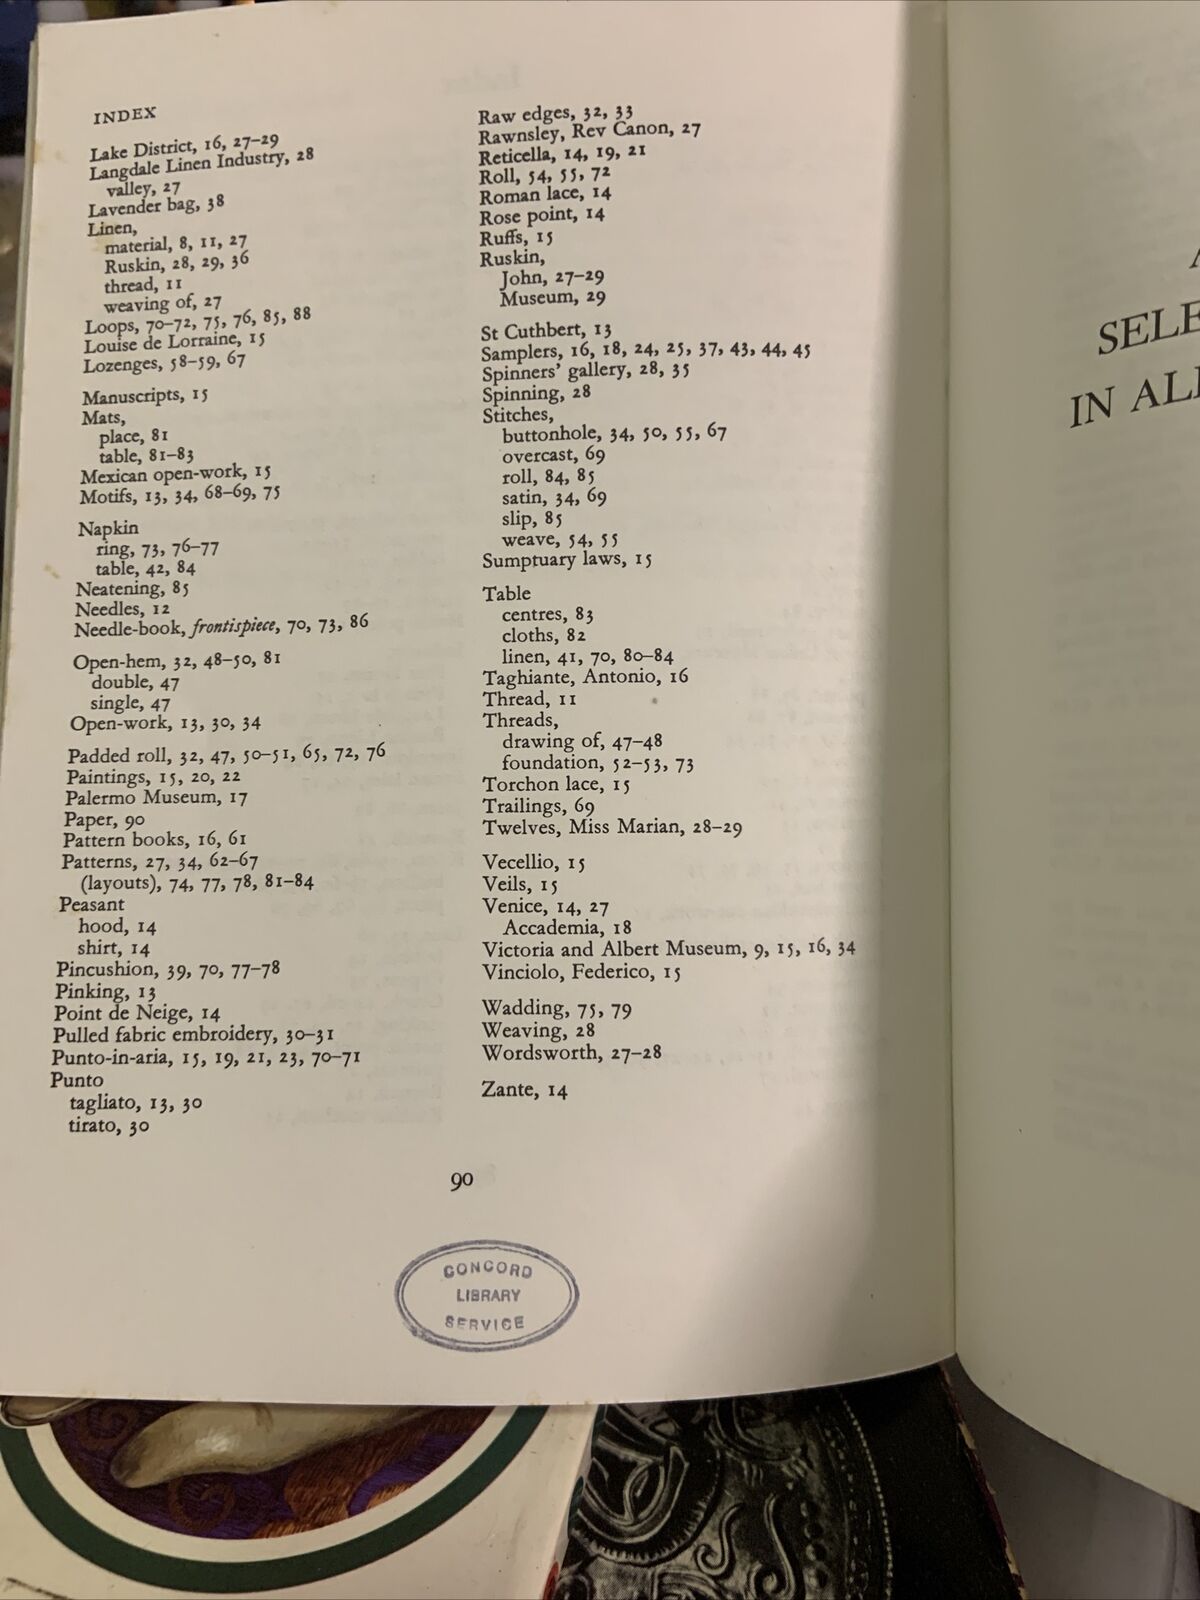 INDEX
Lake District, 16, 27–29
Langdale Linen Industry, 28
valley, 27
Lavender bag, 38
Linen,
material, 8, 11, 27
Ruskin, 28, 29, 36
thread, 11
weaving of, 27
Loops, 70–72, 75, 76, 85, 88
Louise de Lorraine, 15
Lozenges, 58–59, 67
Manuscripts, 15
Mats,
place, 81
table, 81–83
Mexican open-work, 15
Motifs, 13, 34, 68–69, 75
Napkin
ring, 73, 76–77
table, 42, 84
Neatening, 85
Needles, 12
Needle-book, frontispiece, 70, 73, 86
Open-hem, 32, 48–50, 81
double, 47
single, 47
Open-work, 13, 30, 34
Padded roll, 32, 47, 50–51, 65, 72, 76
Paintings, 15, 20, 22
Palermo Museum, 17
Paper, 90
Pattern books, 16, 61
Patterns, 27, 34, 62–67
(layouts), 74, 77, 78, 81–84
Peasant
hood, 14
shirt, 14
Pincushion, 39, 70, 77–78
Pinking, 13
Point de Neige, 14
Pulled fabric embroidery, 30–31
Punto-in-aria, 15, 19, 21, 23, 70–71
Punto
tagliato, 13, 30
tirato, 30
Raw edges, 32, 33
Rawnsley, Rev Canon, 27
Reticella, 14, 19, 21
Roll, 54, 55, 72
Roman lace, 14
Rose point, 14
Ruffs, 15
Ruskin,
John, 27–29
Museum, 29
St Cuthbert, 13
Samplers, 16, 18, 24, 25, 37, 43, 44, 45
Spinners' gallery, 28, 35
Spinning, 28
Stitches,
buttonhole, 34, 50, 55, 67
overcast, 69
roll, 84, 85
satin, 34, 69
slip, 85
weave, 54, 55
Sumptuary laws, 15
Table
centres, 83
cloths, 82
linen, 41, 70, 80–84
Taghiante, Antonio, 16
Thread, 11
Threads,
drawing of, 47–48
foundation, 52–53, 73
Torchon lace, 15
Trailings, 69
Twelves, Miss Marian, 28–29
Vecellio, 15
Veils, 15
Venice, 14, 27
Accademia, 18
Victoria and Albert Museum, 9, 15, 16, 34
Vinciolo, Federico, 15
Wadding, 75, 79
Weaving, 28
Wordsworth, 27–28
Zante, 14
90
CONCORD
LIBRARY
SERVICE
IN